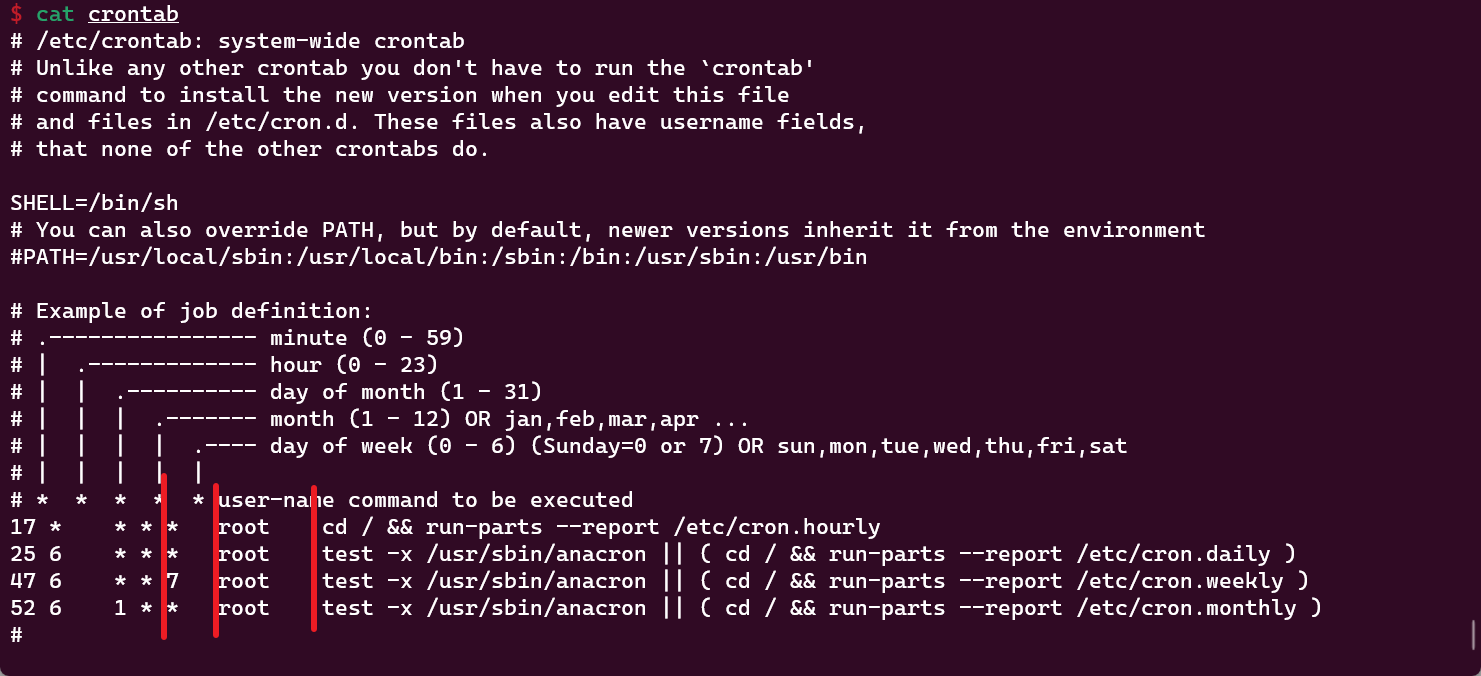 $ cat crontab
# /etc/crontab: system-wide crontab
# Unlike any other crontab you don't have to run the `crontab'
# command to install the new version when you edit this file
# and files in /etc/cron.d. These files also have username fields,
# that none of the other crontabs do.

SHELL=/bin/sh
# You can also override PATH, but by default, newer versions inherit it from the environment
#PATH=/usr/local/sbin:/usr/local/bin:/sbin:/bin:/usr/sbin:/usr/bin

# Example of job definition:
# .---------------- minute (0 - 59)
# |  .------------- hour (0 - 23)
# |  |  .---------- day of month (1 - 31)
# |  |  |  .------- month (1 - 12) OR jan,feb,mar,apr ...
# |  |  |  |  .---- day of week (0 - 6) (Sunday=0 or 7) OR sun,mon,tue,wed,thu,fri,sat
# |  |  |  |  |
# *  *  *  *  * user-name command to be executed
17 *    * * *   root    cd / && run-parts --report /etc/cron.hourly
25 6    * * *   root    test -x /usr/sbin/anacron || ( cd / && run-parts --report /etc/cron.daily )
47 6    * * 7   root    test -x /usr/sbin/anacron || ( cd / && run-parts --report /etc/cron.weekly )
52 6    1 * *   root    test -x /usr/sbin/anacron || ( cd / && run-parts --report /etc/cron.monthly )
#